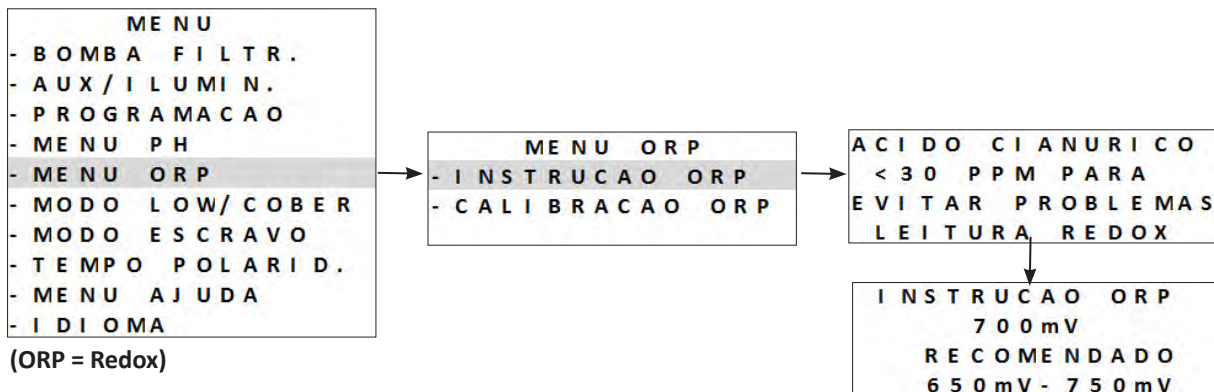 MENU
- BOMBA FILTR.
- AUX/ILUMIN.
- PROGRAMACAO
- MENU PH
- MENU ORP
- MODO LOW/COBER
- MODO ESCRAVO
- TEMPO POLARID.
- MENU AJUDA
- IDIOMA
(ORP = Redox)
MENU ORP
- INSTRUCAO ORP
- CALIBRACAO ORP
ACIDO CIANURICO
<30 PPM PARA
EVITAR PROBLEMAS
LEITURA REDOX
INSTRUCAO ORP
700mV
RECOMENDADO
650mV-750mV